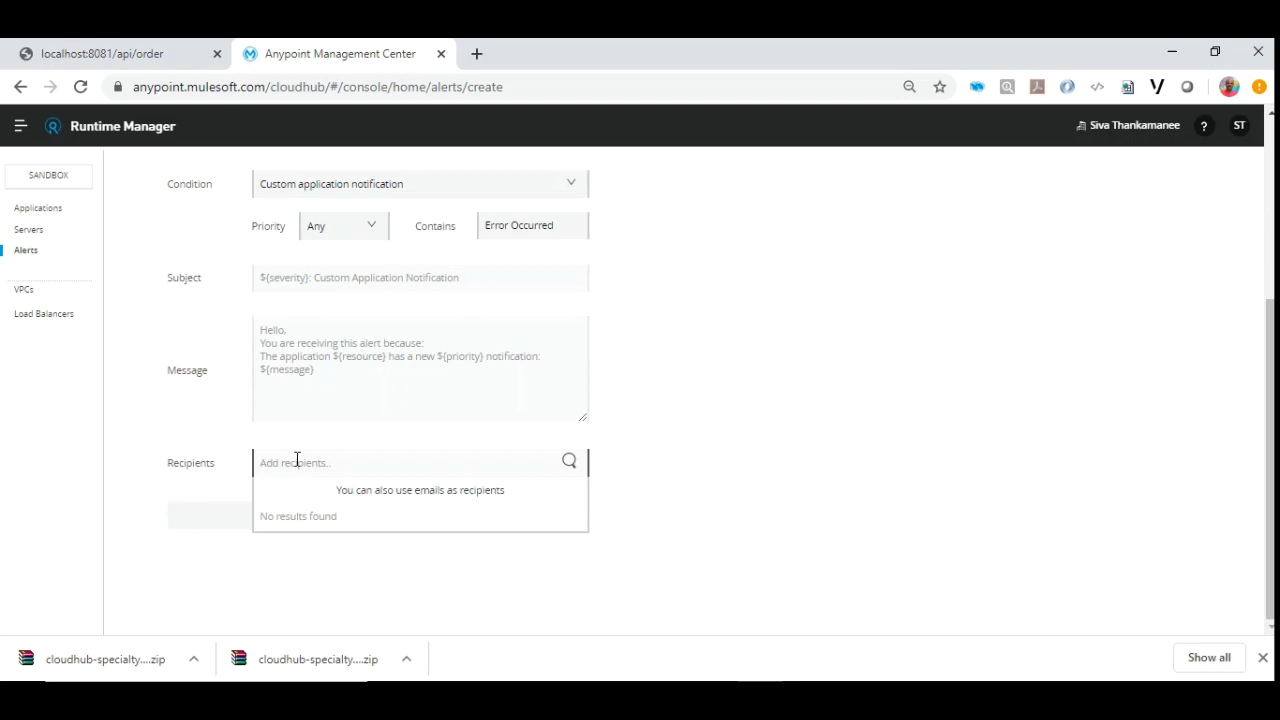 localhost:8081/api/order
Anypoint Management Center
anypoint.mulesoft.com/cloudhub/#/console/home/alerts/create
Runtime Manager
Siva Thankamanee
?
ST
SANDBOX
Applications
Servers
Alerts
VPCs
Load Balancers
Condition
Custom application notification
Priority
Any
Contains
Error Occurred
Subject
${severity}: Custom Application Notification
Message
Hello,
You are receiving this alert because:
The application ${resource} has a new ${priority} notification:
${message}
Recipients
Add recipients..
You can also use emails as recipients
No results found
cloudhub-specialty....zip
cloudhub-specialty....zip
Show all